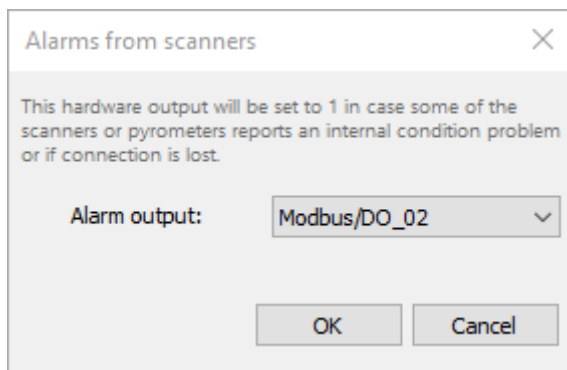 Alarms from scanners
This hardware output will be set to 1 in case some of the
scanners or pyrometers reports an internal condition problem
or if connection is lost.
Alarm output: Modbus/DO_02
OK Cancel